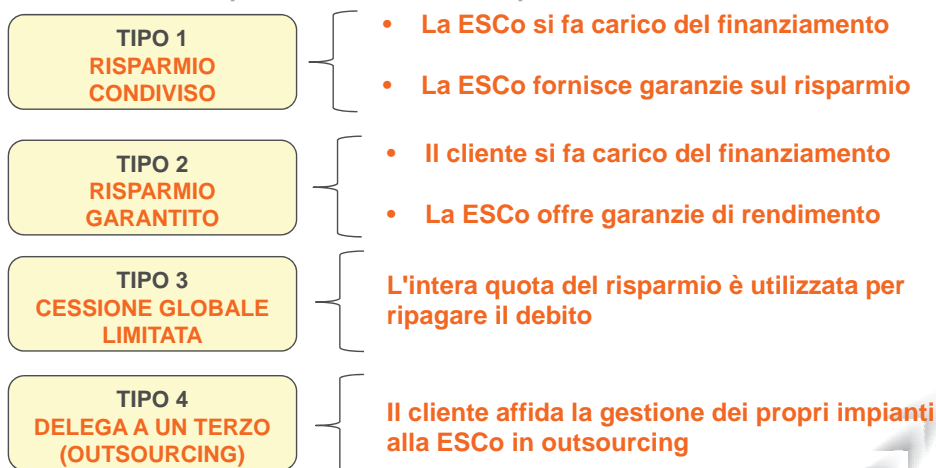 TIPO 1
RISPARMIO
CONDIVISO
• La ESCo si fa carico del finanziamento
• La ESCo fornisce garanzie sul risparmio
TIPO 2
RISPARMIO
GARANTITO
• Il cliente si fa carico del finanziamento
• La ESCo offre garanzie di rendimento
TIPO 3
CESSIONE GLOBALE
LIMITATA
L'intera quota del risparmio è utilizzata per
ripagare il debito
TIPO 4
DELEGA A UN TERZO
(OUTSOURCING)
Il cliente affida la gestione dei propri impianti
alla ESCo in outsourcing